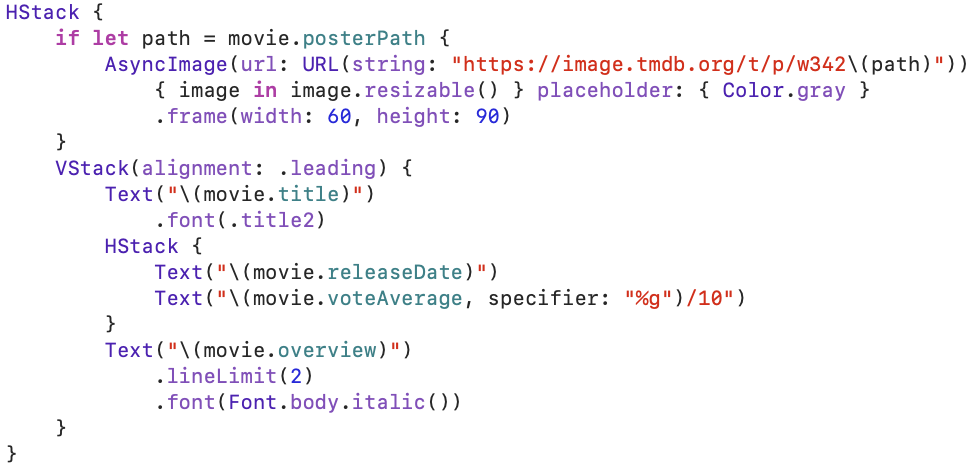 HStack {
    if let path = movie.posterPath {
        AsyncImage(url: URL(string: "https://image.tmdb.org/t/p/w342\(path)"))
            { image in image.resizable() } placeholder: { Color.gray }
            .frame(width: 60, height: 90)
    }
    VStack(alignment: .leading) {
        Text("\(movie.title)")
            .font(.title2)
        HStack {
            Text("\(movie.releaseDate)")
            Text("\(movie.voteAverage, specifier: "%g")/10")
        }
        Text("\(movie.overview)")
            .lineLimit(2)
            .font(Font.body.italic())
    }
}